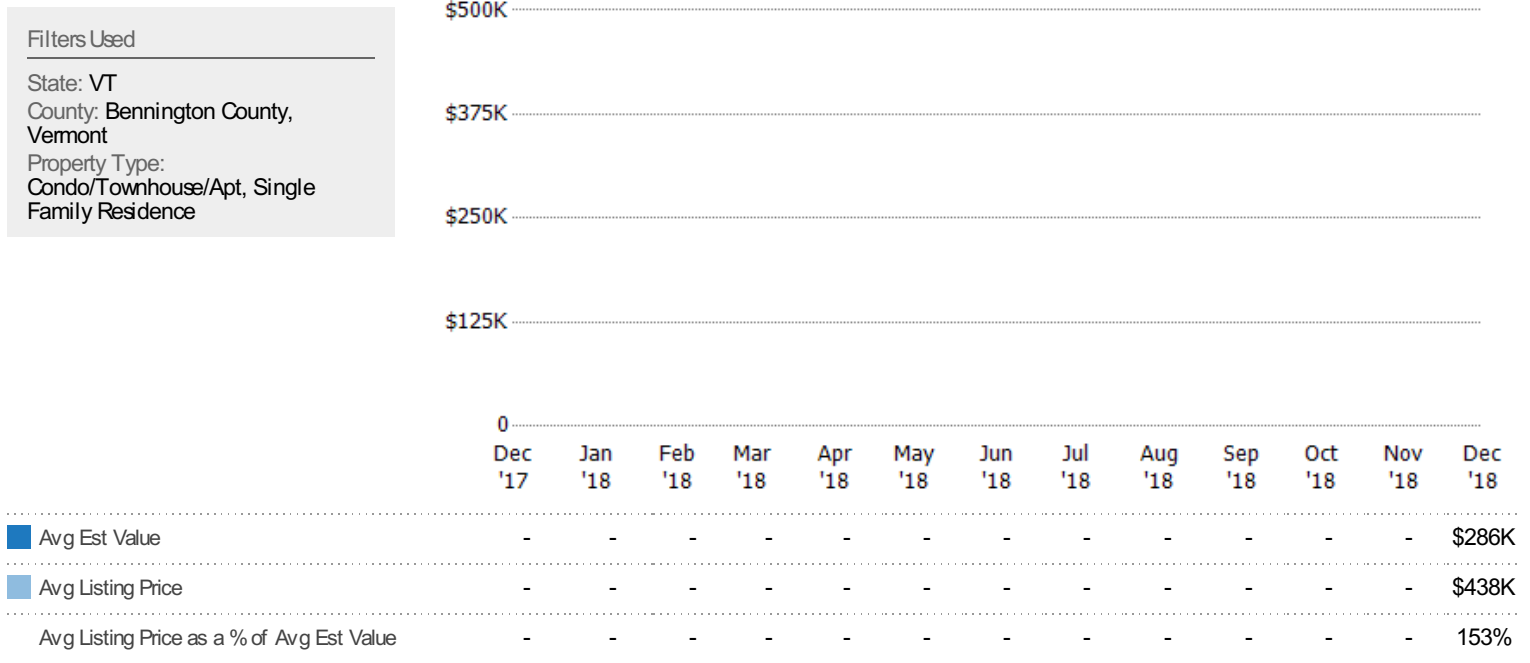 Filters Used
State: VT
County: Bennington County,
Vermont
Property Type:
Condo/Townhouse/Apt, Single
Family Residence
$500K
$375K
$250K
$125K
0
Dec Jan Feb Mar Apr May Jun Jul Aug Sep Oct Nov Dec
'17 '18 '18 '18 '18 '18 '18 '18 '18 '18 '18 '18 '18
Avg Est Value - - - - - - - - - - - - $286K
Avg Listing Price - - - - - - - - - - - - $438K
Avg Listing Price as a % of Avg Est Value - - - - - - - - - - - - 153%